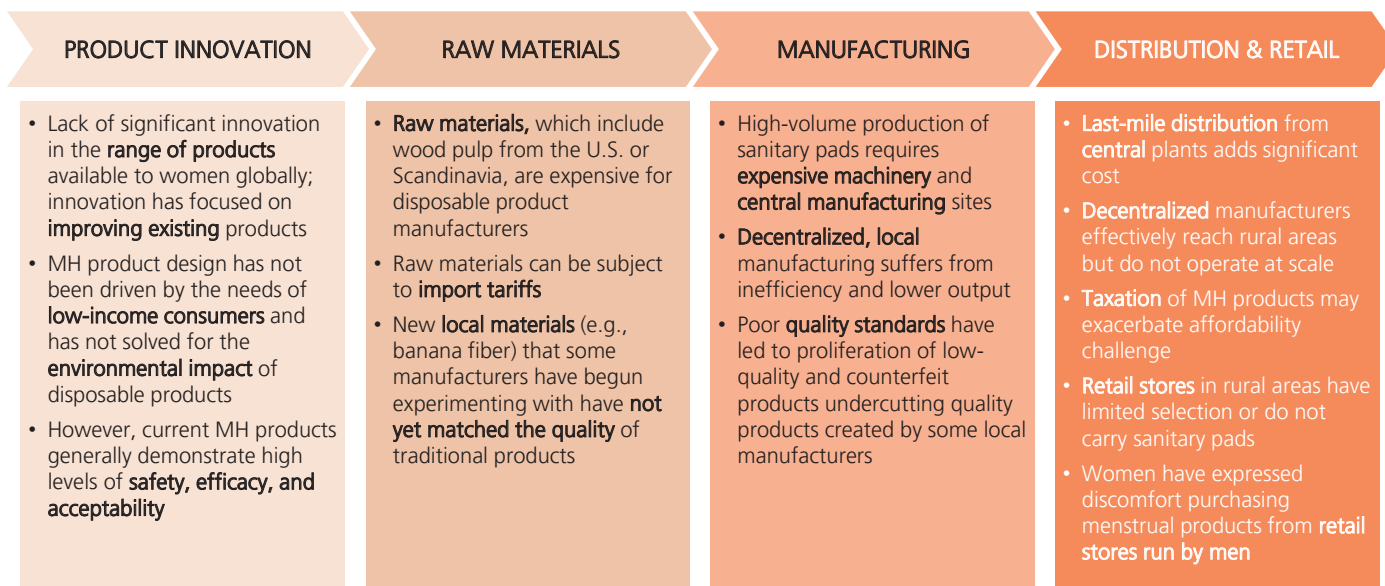 PRODUCT INNOVATION
• Lack of significant innovation
in the range of products
available to women globally;
innovation has focused on
improving existing products
• MH product design has not
been driven by the needs of
low-income consumers and
has not solved for the
environmental impact of
disposable products
• However, current MH products
generally demonstrate high
levels of safety, efficacy, and
acceptability
RAW MATERIALS
• Raw materials, which include
wood pulp from the U.S. or
Scandinavia, are expensive for
disposable product
manufacturers
• Raw materials can be subject
to import tariffs
• New local materials (e.g.,
banana fiber) that some
manufacturers have begun
experimenting with have not
yet matched the quality of
traditional products
MANUFACTURING
• High-volume production of
sanitary pads requires
expensive machinery and
central manufacturing sites
• Decentralized, local
manufacturing suffers from
inefficiency and lower output
• Poor quality standards have
led to proliferation of low-
quality and counterfeit
products undercutting quality
products created by some local
manufacturers
DISTRIBUTION & RETAIL
• Last-mile distribution from
central plants adds significant
cost
• Decentralized manufacturers
effectively reach rural areas
but do not operate at scale
• Taxation of MH products may
exacerbate affordability
challenge
• Retail stores in rural areas have
limited selection or do not
carry sanitary pads
• Women have expressed
discomfort purchasing
menstrual products from retail
stores run by men